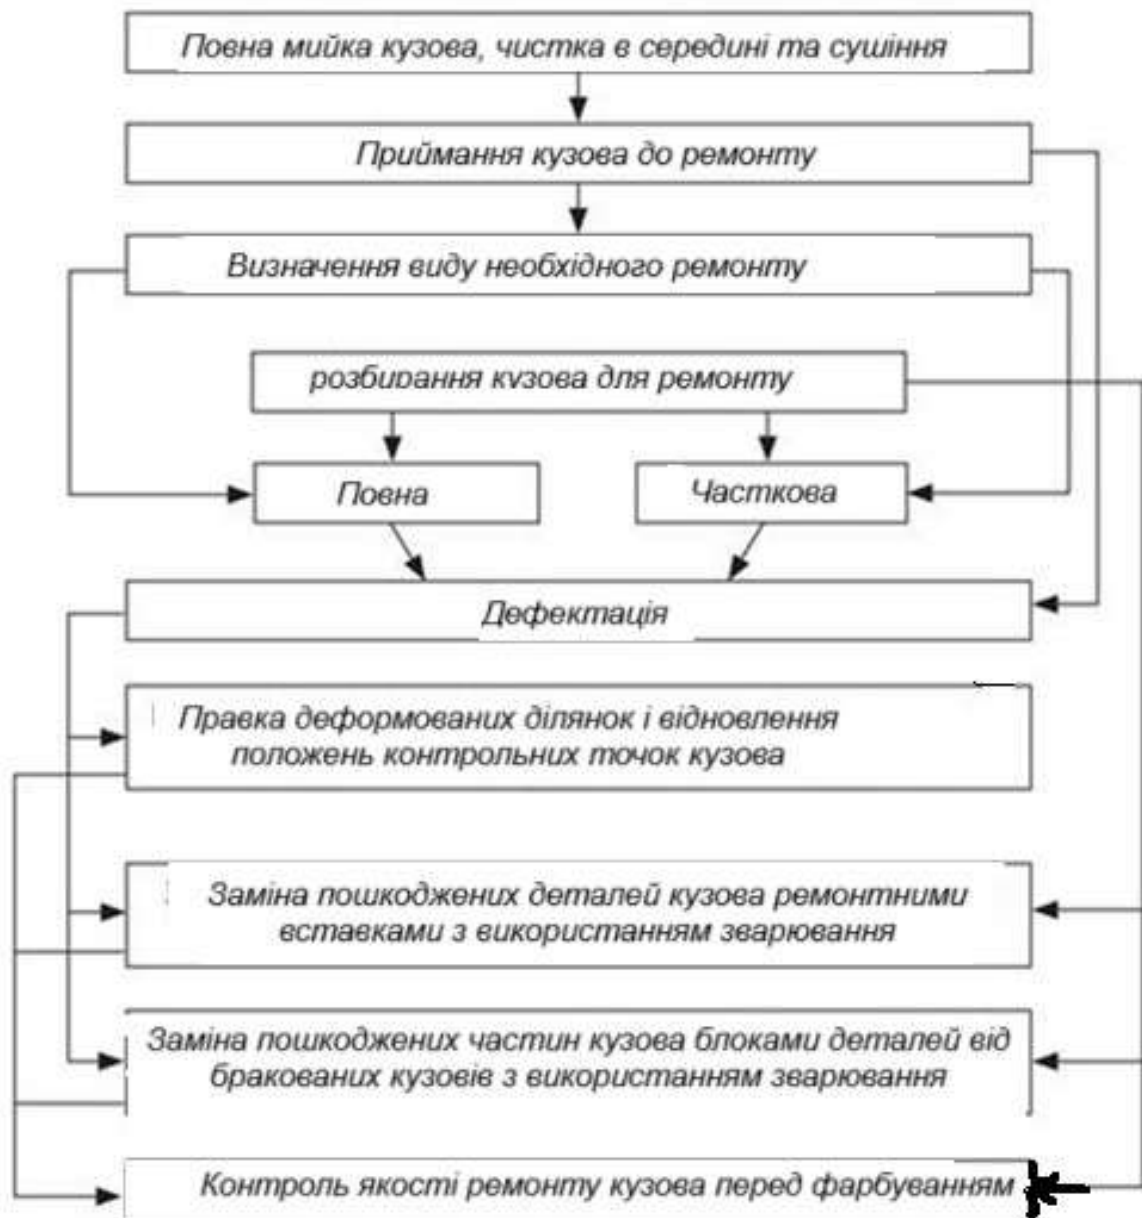 Повна мийка кузова, чистка в середині та сушіння
Приймання кузова до ремонту
Визначення виду необхідного ремонту
розбирання кузова для ремонту
Повна
Часткова
Дефектація
Правка деформованих ділянок і відновлення
положень контрольних точок кузова
Заміна пошкоджених деталей кузова ремонтними
вставками з використанням зварювання
Заміна пошкоджених частин кузова блоками деталей від
бракованих кузовів з використанням зварювання
Контроль якості ремонту кузова перед фарбуванням